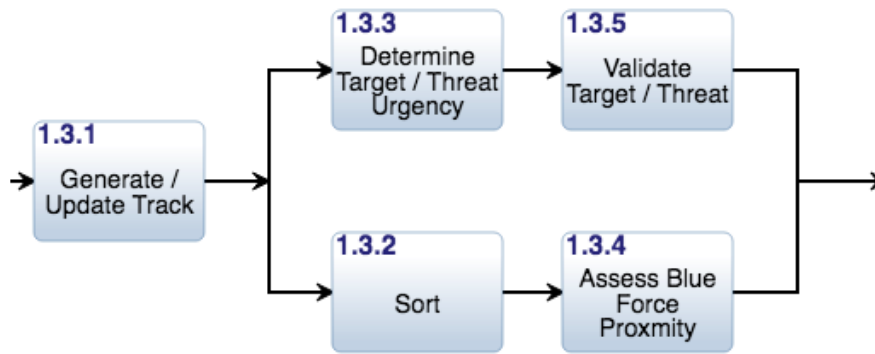 1.3.1
Generate /
Update Track
1.3.3
Determine
Target / Threat
Urgency
1.3.5
Validate
Target / Threat
1.3.2
Sort
1.3.4
Assess Blue
Force
Proxmity